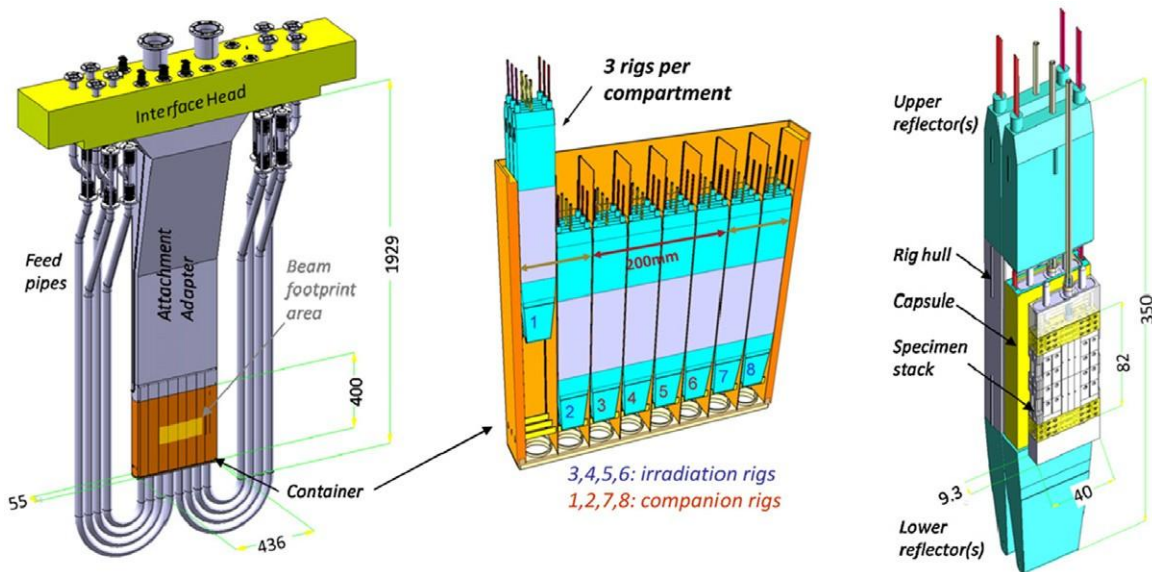 Interface Head
Feed
pipes
Attachment
Adapter
Beam
footprint
area
1929
400
Container
55
436
3 rigs per
compartment
200mm
1
2
3
4
5
6
7
8
3,4,5,6: irradiation rigs
1,2,7,8: companion rigs
Upper
reflector(s)
Rig hull
Capsule
Specimen
stack
82
350
9.3
40
Lower
reflector(s)